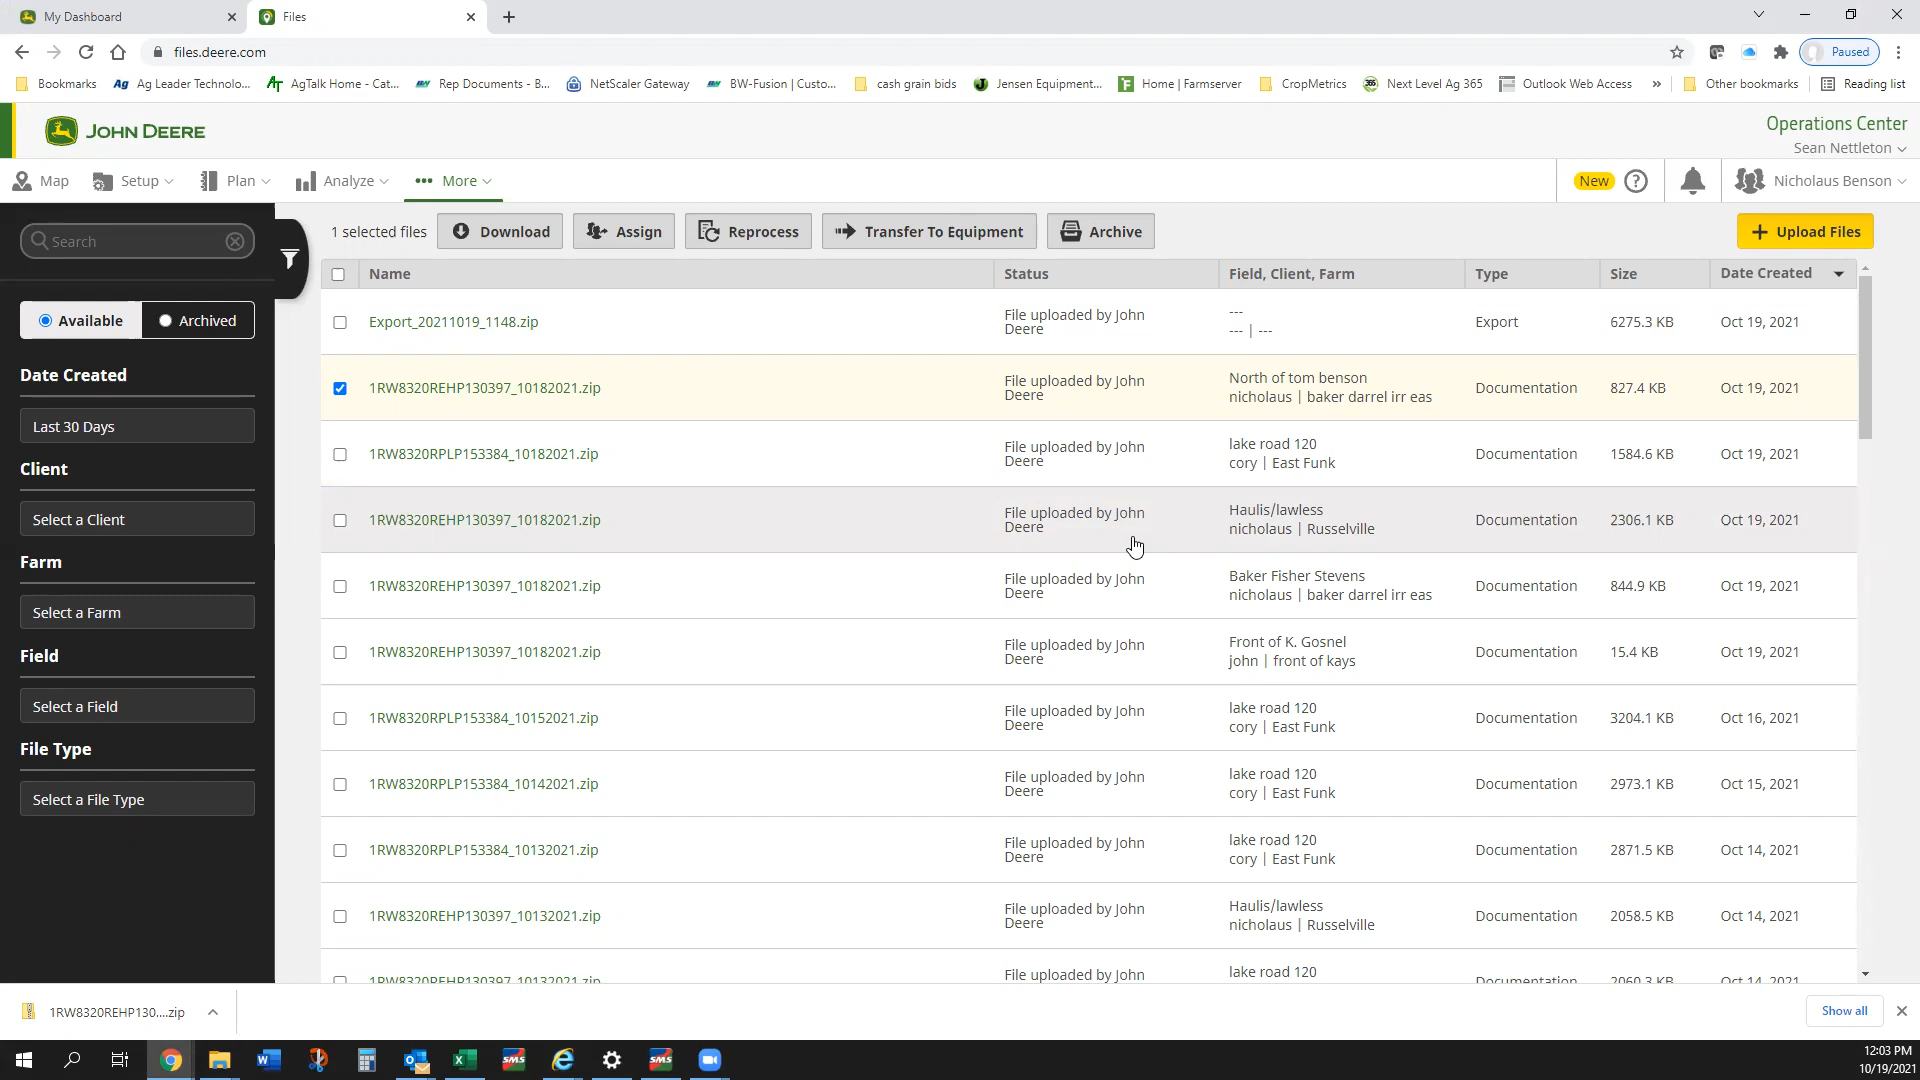 My Dashboard
Files
files.deere.com
Paused
Bookmarks
Ag Leader Technolo...
AgTalk Home - Cat...
Rep Documents - B...
NetScaler Gateway
BW-Fusion | Custo...
cash grain bids
Jensen Equipment...
Home | Farmserver
CropMetrics
Next Level Ag 365
Outlook Web Access
Other bookmarks
Reading list
JOHN DEERE
Operations Center
Sean Nettleton
Map
Setup
Plan
Analyze
More
New
Nicholaus Benson
Search
1 selected files
Download
Assign
Reprocess
Transfer To Equipment
Archive
Upload Files
Available
Archived
Date Created
Last 30 Days
Client
Select a Client
Farm
Select a Farm
Field
Select a Field
File Type
Select a File Type
Name Status Field, Client, Farm Type Size Date Created
Export_20211019_1148.zip
File uploaded by John
Deere
---
--- | ---
Export
6275.3 KB
Oct 19, 2021
1RW8320REHP130397_10182021.zip
File uploaded by John
Deere
North of tom benson
nicholaus | baker darrel irr eas
Documentation
827.4 KB
Oct 19, 2021
1RW8320RPLP153384_10182021.zip
File uploaded by John
Deere
lake road 120
cory | East Funk
Documentation
1584.6 KB
Oct 19, 2021
1RW8320REHP130397_10182021.zip
File uploaded by John
Deere
Haulis/lawless
nicholaus | Russelville
Documentation
2306.1 KB
Oct 19, 2021
1RW8320REHP130397_10182021.zip
File uploaded by John
Deere
Baker Fisher Stevens
nicholaus | baker darrel irr eas
Documentation
844.9 KB
Oct 19, 2021
1RW8320REHP130397_10182021.zip
File uploaded by John
Deere
Front of K. Gosnel
john | front of kays
Documentation
15.4 KB
Oct 19, 2021
1RW8320RPLP153384_10152021.zip
File uploaded by John
Deere
lake road 120
cory | East Funk
Documentation
3204.1 KB
Oct 16, 2021
1RW8320RPLP153384_10142021.zip
File uploaded by John
Deere
lake road 120
cory | East Funk
Documentation
2973.1 KB
Oct 15, 2021
1RW8320RPLP153384_10132021.zip
File uploaded by John
Deere
lake road 120
cory | East Funk
Documentation
2871.5 KB
Oct 14, 2021
1RW8320REHP130397_10132021.zip
File uploaded by John
Deere
Haulis/lawless
nicholaus | Russelville
Documentation
2058.5 KB
Oct 14, 2021
1RW8320REHP130397_10132021.zip
File uploaded by John
lake road 120
Documentation
2060.3 KB
Oct 14, 2021
1RW8320REHP130....zip
Show all
12:03 PM
10/19/2021